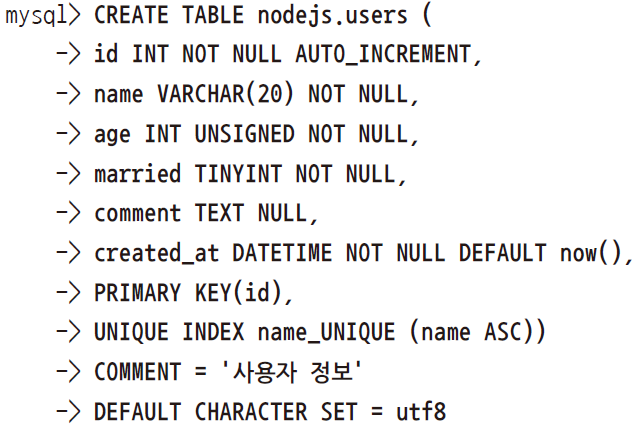 mysql> CREATE TABLE nodejs.users (
-> id INT NOT NULL AUTO_INCREMENT,
-> name VARCHAR(20) NOT NULL,
-> age INT UNSIGNED NOT NULL,
-> married TINYINT NOT NULL,
-> comment TEXT NULL,
-> created_at DATETIME NOT NULL DEFAULT now(),
-> PRIMARY KEY(id),
-> UNIQUE INDEX name_UNIQUE (name ASC))
-> COMMENT = '사용자 정보'
-> DEFAULT CHARACTER SET = utf8